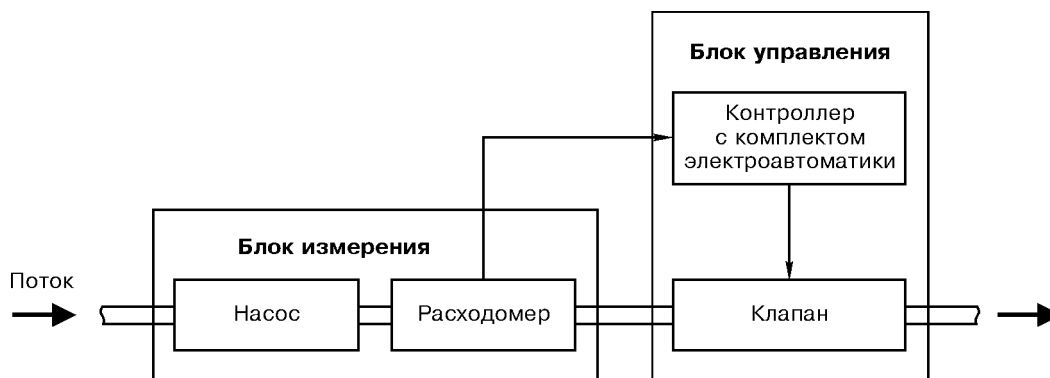 Блок управления
Контроллер
с комплектом
электроавтоматики
Блок измерения
Поток
Насос
Расходомер
Клапан